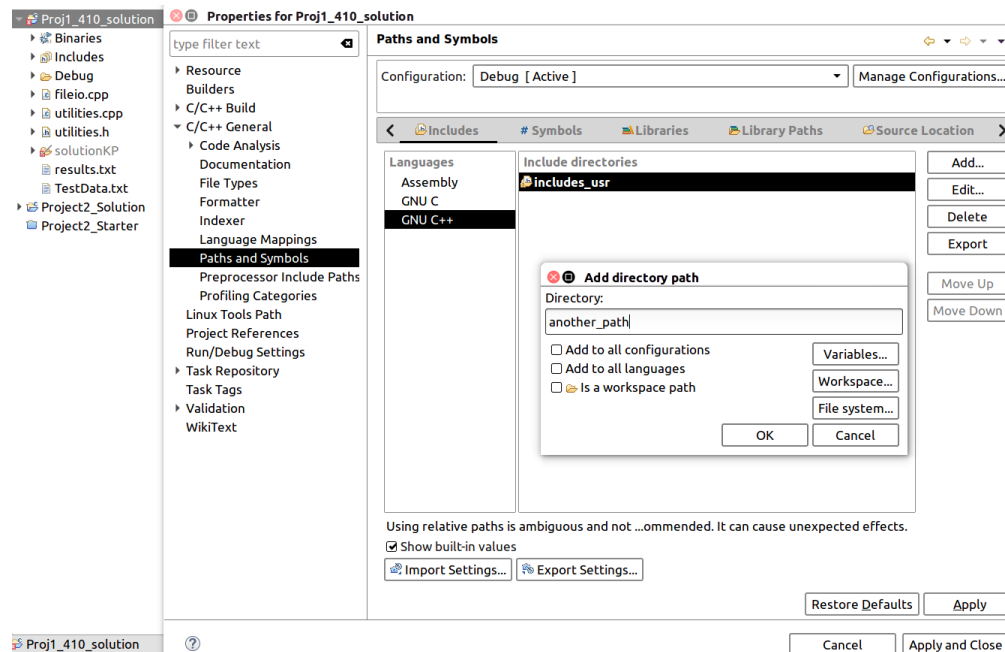 Proj1_410_solution
Binaries
Includes
Debug
fileio.cpp
utilities.cpp
utilities.h
solutionKP
results.txt
TestData.txt
Project2_Solution
Project2_Starter
Proj1_410_solution
Properties for Proj1_410_solution
type filter text
Resource
Builders
C/C++ Build
C/C++ General
Code Analysis
Documentation
File Types
Formatter
Indexer
Language Mappings
Paths and Symbols
Preprocessor Include Paths
Profiling Categories
Linux Tools Path
Project References
Run/Debug Settings
Task Repository
Task Tags
Validation
WikiText
Paths and Symbols
Configuration: Debug [ Active ] Manage Configurations...
Includes # Symbols Libraries Library Paths Source Location
Languages
Assembly
GNU C
GNU C++
Include directories
includes_usr
Add...
Edit...
Delete
Export
Move Up
Move Down
Add directory path
Directory:
another_path
Add to all configurations
Add to all languages
Is a workspace path
Variables...
Workspace...
File system...
OK Cancel
Using relative paths is ambiguous and not ...ommended. It can cause unexpected effects.
Show built-in values
Import Settings... Export Settings...
Restore Defaults Apply
? Cancel Apply and Close